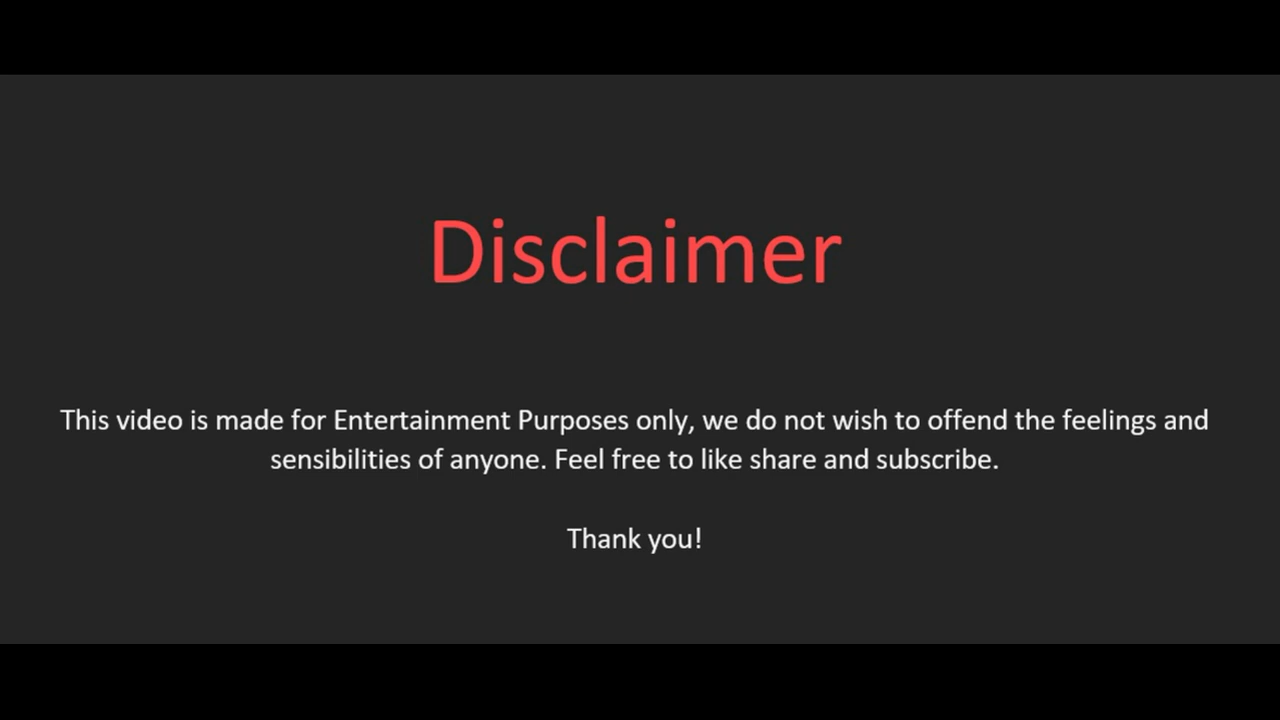 Disclaimer
This video is made for Entertainment Purposes only, we do not wish to offend the feelings and
sensibilities of anyone. Feel free to like share and subscribe.
Thank you!